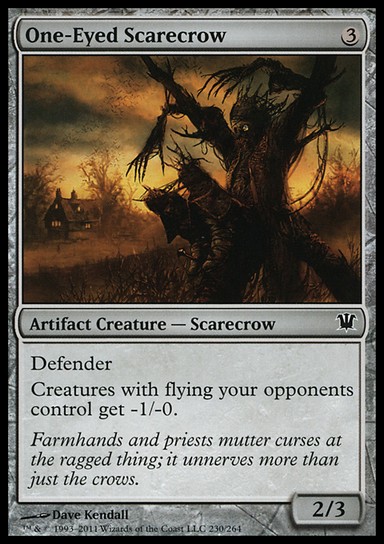 One-Eyed Scarecrow 3
Artifact Creature — Scarecrow
Defender
Creatures with flying your opponents
control get -1/-0.
Farmhands and priests mutter curses at
the ragged thing; it unnerves more than
just the crows.
Dave Kendall
™ & © 1993–2011 Wizards of the Coast LLC 230/264
2/3